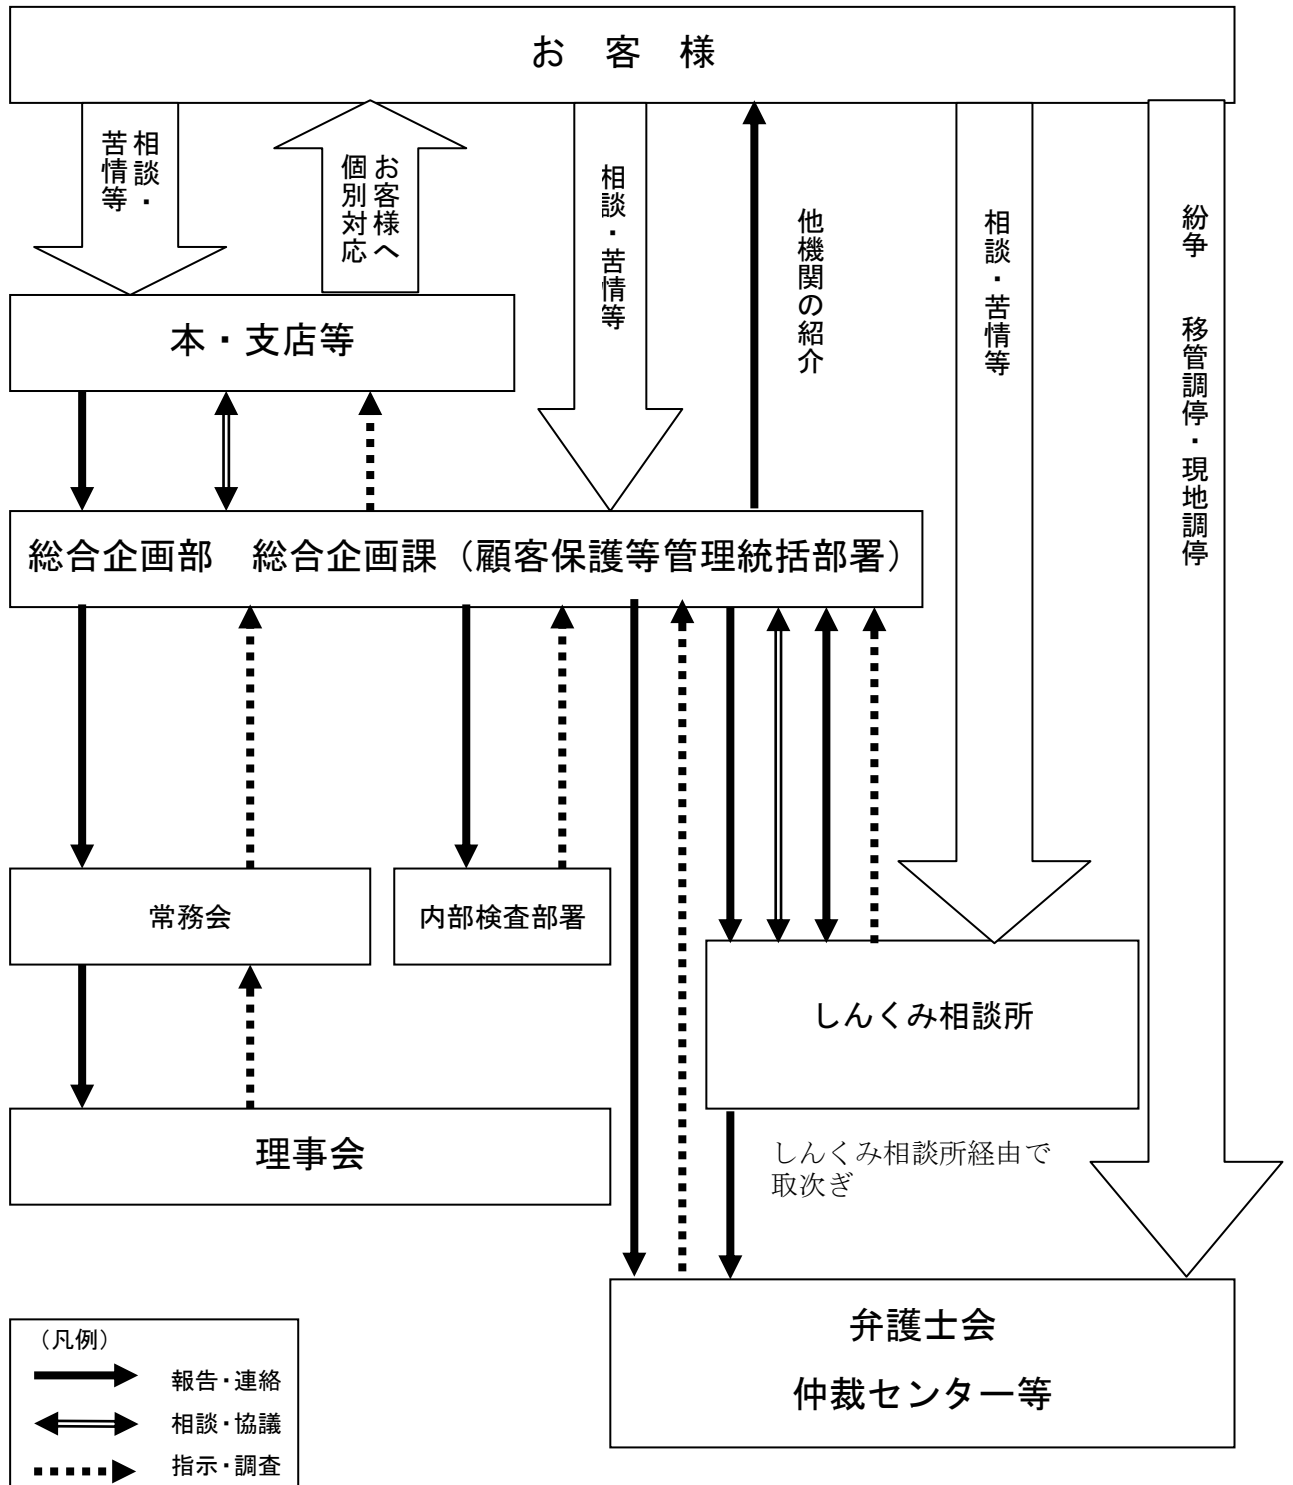 お　客　様
相談・
苦情等
お客様へ
個別対応
相談・苦情等
他機関の紹介
相談・苦情等
紛争　移管調停・現地調停
本・支店等
総合企画部　総合企画課（顧客保護等管理統括部署）
常務会
内部検査部署
しんくみ相談所
理事会
しんくみ相談所経由で
取次ぎ
弁護士会
仲裁センター等
（凡例）
報告・連絡
相談・協議
指示・調査